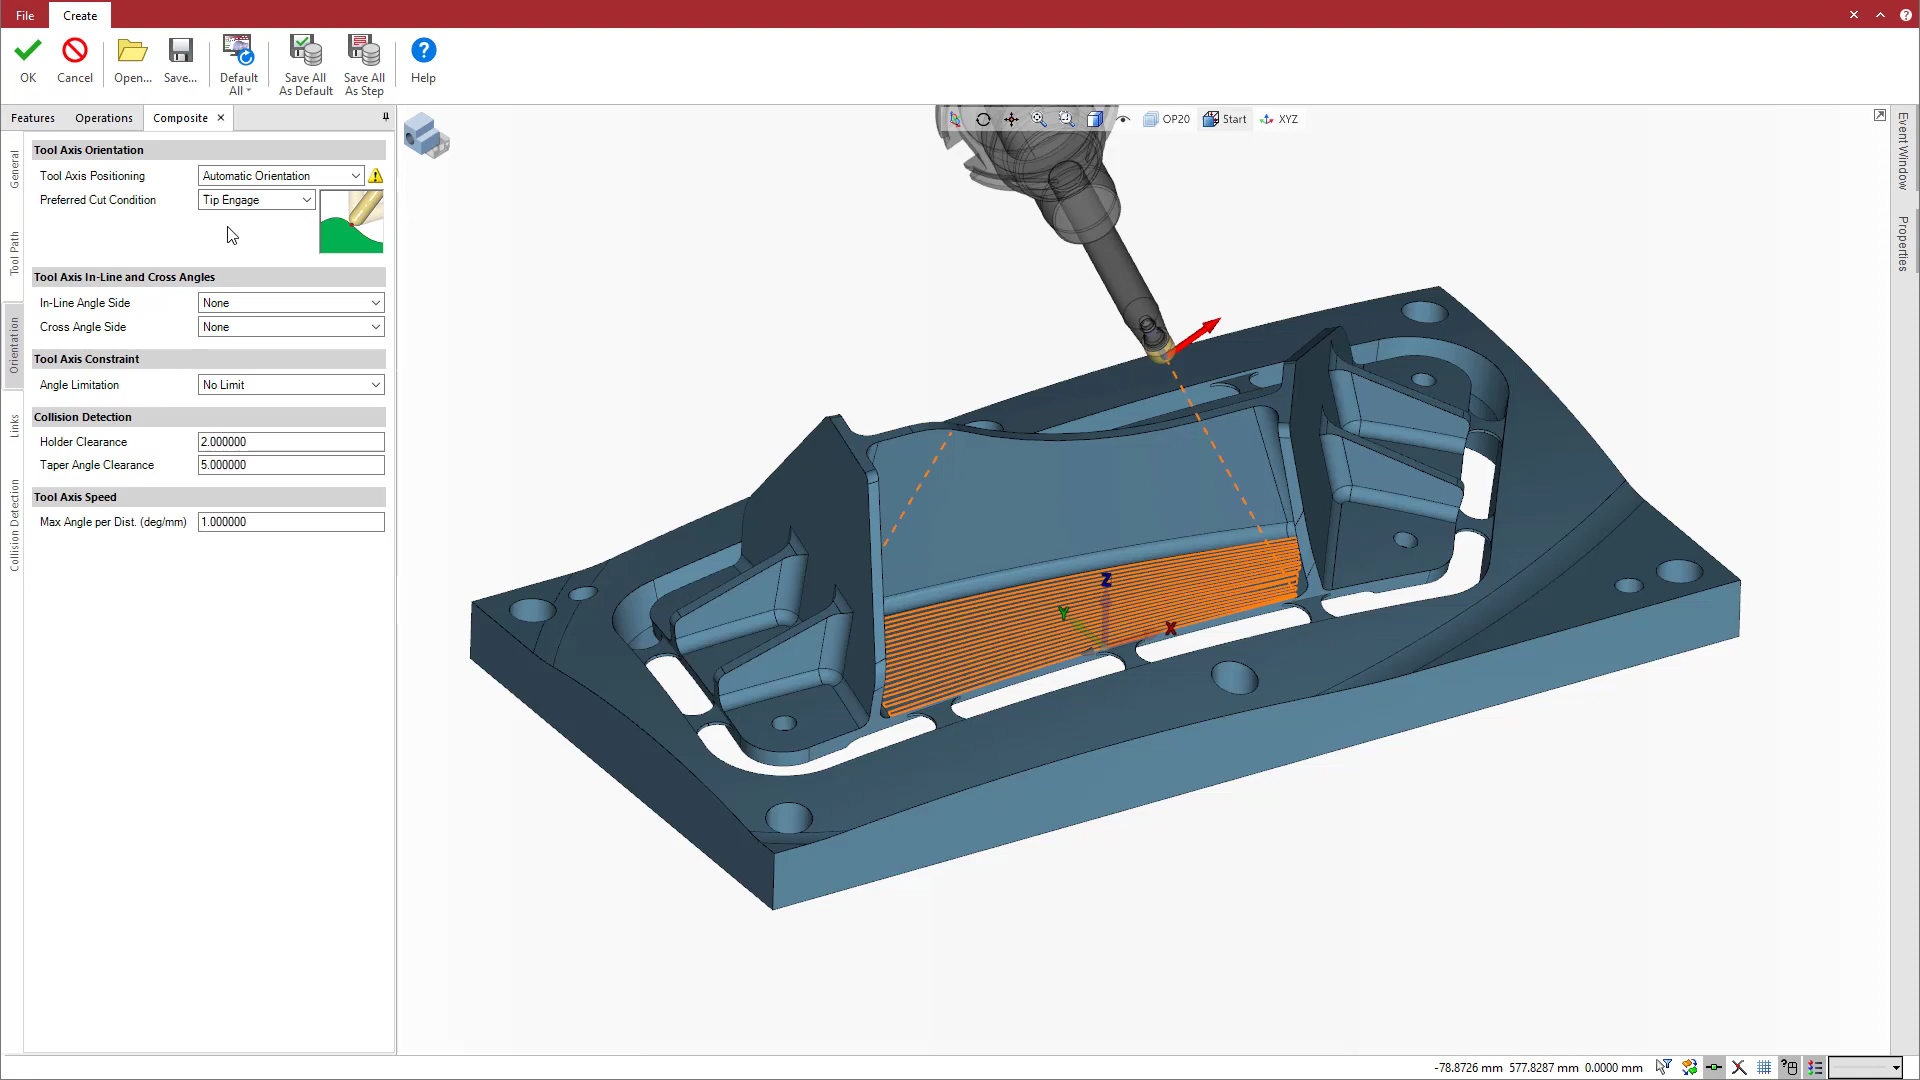 File
Create
OK
Cancel
Open...
Save...
Default
All
Save All
As Default
Save All
As Step
Help
Features
Operations
Composite
OP20
Start
XYZ
General
Tool Path
Orientation
Links
Collision Detection
Tool Axis Orientation
Tool Axis Positioning
Automatic Orientation
Preferred Cut Condition
Tip Engage
Tool Axis In-Line and Cross Angles
In-Line Angle Side
None
Cross Angle Side
None
Tool Axis Constraint
Angle Limitation
No Limit
Collision Detection
Holder Clearance
2.000000
Taper Angle Clearance
5.000000
Tool Axis Speed
Max Angle per Dist. (deg/mm)
1.000000
Z
Y
X
Event Window
Properties
-78.8726 mm 577.8287 mm 0.0000 mm